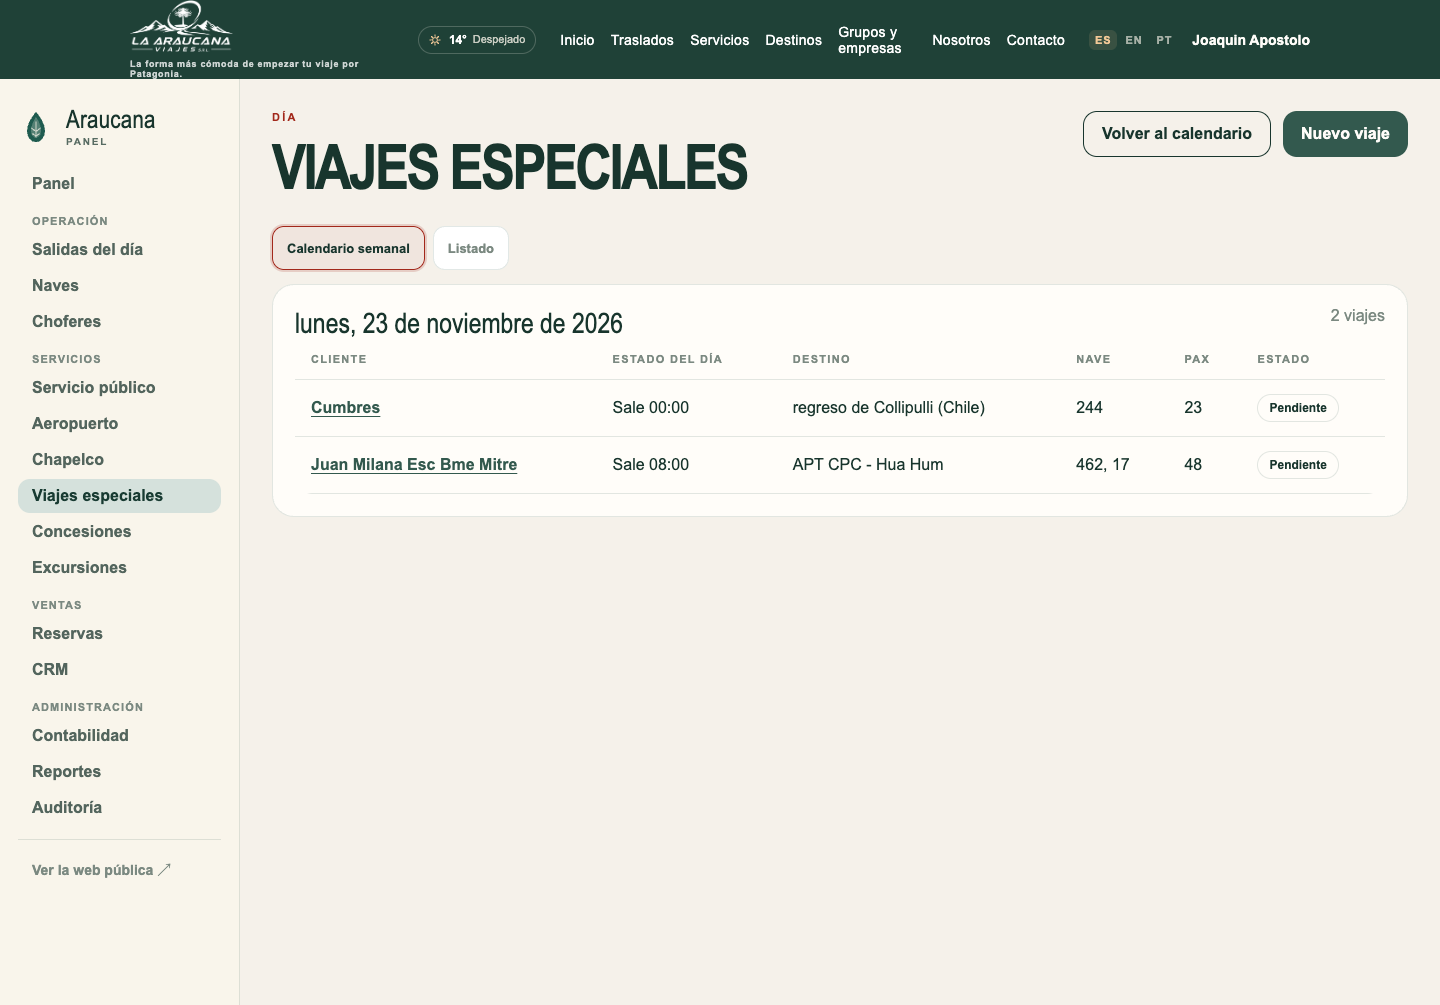 LA ARAUCANA
VIAJES S.R.L.
La forma más cómoda de empezar tu viaje por
Patagonia.
14° Despejado
Inicio
Traslados
Servicios
Destinos
Grupos y
empresas
Nosotros
Contacto
ES EN PT
Joaquin Apostolo
Araucana
PANEL
Panel
OPERACIÓN
Salidas del día
Naves
Choferes
SERVICIOS
Servicio público
Aeropuerto
Chapelco
Viajes especiales
Concesiones
Excursiones
VENTAS
Reservas
CRM
ADMINISTRACIÓN
Contabilidad
Reportes
Auditoría
Ver la web pública ↗
DÍA
VIAJES ESPECIALES
Volver al calendario
Nuevo viaje
Calendario semanal
Listado
lunes, 23 de noviembre de 2026
2 viajes
CLIENTE ESTADO DEL DÍA DESTINO NAVE PAX ESTADO
Cumbres Sale 00:00 regreso de Collipulli (Chile) 244 23 Pendiente
Juan Milana Esc Bme Mitre Sale 08:00 APT CPC - Hua Hum 462, 17 48 Pendiente